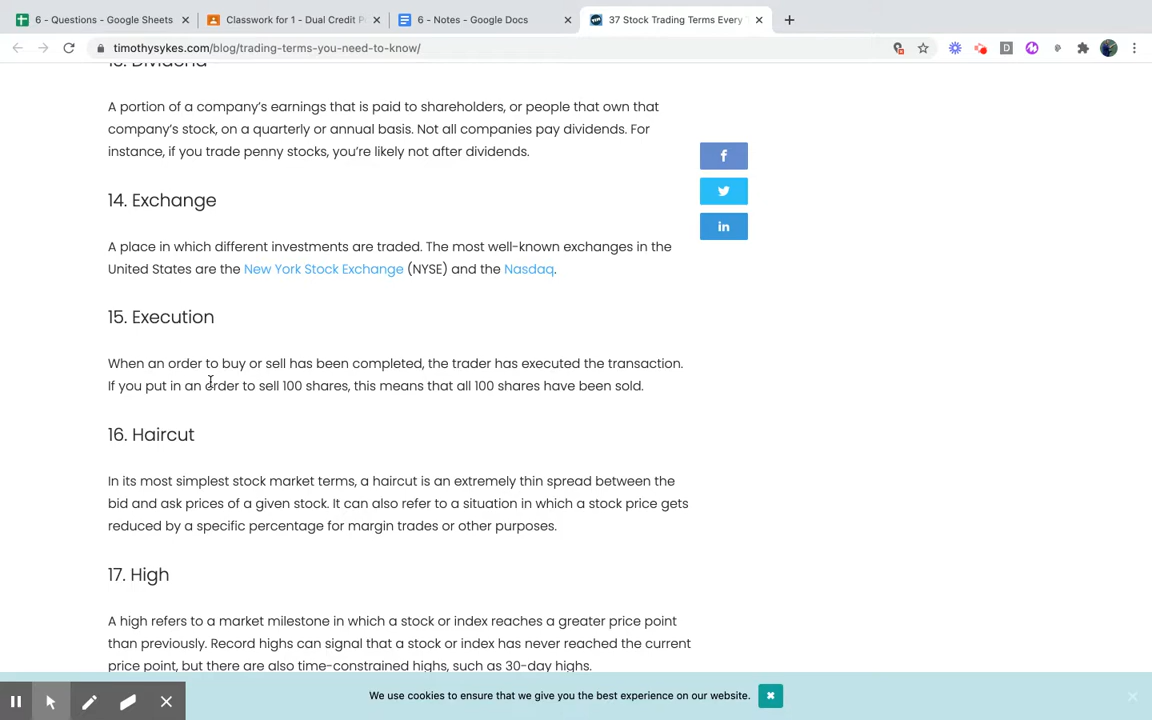 6 - Questions - Google Sheets
Classwork for 1 - Dual Credit P
6 - Notes - Google Docs
37 Stock Trading Terms Every
timothysykes.com/blog/trading-terms-you-need-to-know/
A portion of a company's earnings that is paid to shareholders, or people that own that
company's stock, on a quarterly or annual basis. Not all companies pay dividends. For
instance, if you trade penny stocks, you're likely not after dividends.
14. Exchange
A place in which different investments are traded. The most well-known exchanges in the
United States are the New York Stock Exchange (NYSE) and the Nasdaq.
15. Execution
When an order to buy or sell has been completed, the trader has executed the transaction.
If you put in an order to sell 100 shares, this means that all 100 shares have been sold.
16. Haircut
In its most simplest stock market terms, a haircut is an extremely thin spread between the
bid and ask prices of a given stock. It can also refer to a situation in which a stock price gets
reduced by a specific percentage for margin trades or other purposes.
17. High
A high refers to a market milestone in which a stock or index reaches a greater price point
than previously. Record highs can signal that a stock or index has never reached the current
price point, but there are also time-constrained highs, such as 30-day highs.
We use cookies to ensure that we give you the best experience on our website.